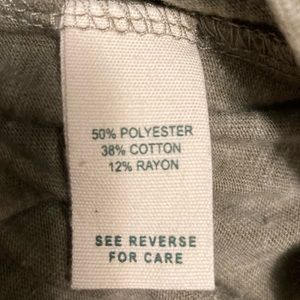 50% POLYESTER
38% COTTON
12% RAYON
SEE REVERSE
FOR CARE